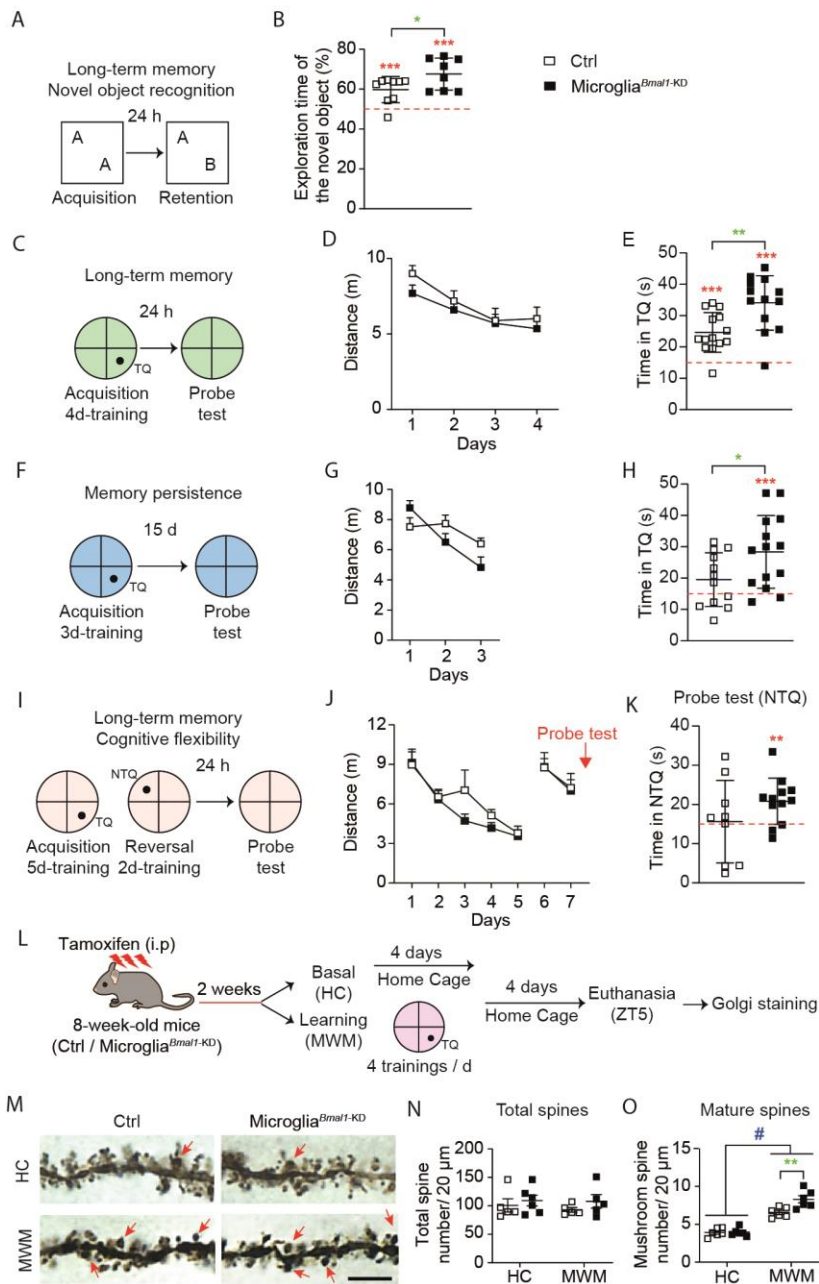 A
Long-term memory
Novel object recognition
24 h
A
A
A
B
Acquisition
Retention
B
*
***
***
80
60
40
20
0
Exploration time of
the novel object (%)
Ctrl
Microglia Bmal1-KD
C
Long-term memory
24 h
TQ
Acquisition
4d-training
Probe
test
D
10
5
0
Distance (m)
1 2 3 4
Days
E
**
***
***
50
40
30
20
10
0
Time in TQ (s)
F
Memory persistence
15 d
TQ
Acquisition
3d-training
Probe
test
G
10
8
6
4
2
0
Distance (m)
1 2 3
Days
H
*
***
50
40
30
20
10
0
Time in TQ (s)
I
Long-term memory
Cognitive flexibility
24 h
NTQ
TQ
Acquisition
5d-training
Reversal
2d-training
Probe
test
J
Probe test
12
9
6
3
0
Distance (m)
1 2 3 4 5 6 7
Days
K
Probe test (NTQ)
**
40
30
20
10
0
Time in NTQ (s)
L
Tamoxifen (i.p)
2 weeks
8-week-old mice
(Ctrl / Microglia Bmal1-KD)
Basal
(HC)
Learning
(MWM)
4 days
Home Cage
TQ
4 trainings / d
4 days
Home Cage
Euthanasia
(ZT5)
Golgi staining
M
Ctrl
Microglia Bmal1-KD
HC
MWM
N
Total spines
200
150
100
50
0
Total spine
number/ 20 µm
HC MWM
O
Mature spines
#
**
15
10
5
0
Mushroom spine
number/ 20 µm
HC MWM